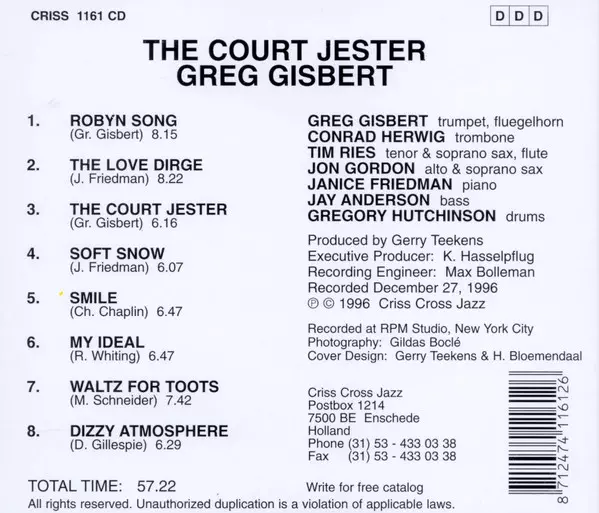 CRISS 1161 CD
D D D
THE COURT JESTER
GREG GISBERT
1. ROBYN SONG
(Gr. Gisbert) 8.15
2. THE LOVE DIRGE
(J. Friedman) 8.22
3. THE COURT JESTER
(Gr. Gisbert) 6.16
4. SOFT SNOW
(J. Friedman) 6.07
5. SMILE
(Ch. Chaplin) 6.47
6. MY IDEAL
(R. Whiting) 6.47
7. WALTZ FOR TOOTS
(M. Schneider) 7.42
8. DIZZY ATMOSPHERE
(D. Gillespie) 6.29
TOTAL TIME: 57.22
GREG GISBERT trumpet, fluegelhorn
CONRAD HERWIG trombone
TIM RIES tenor & soprano sax, flute
JON GORDON alto & soprano sax
JANICE FRIEDMAN piano
JAY ANDERSON bass
GREGORY HUTCHINSON drums
Produced by Gerry Teekens
Executive Producer: K. Hasselpflug
Recording Engineer: Max Bolleman
Recorded December 27, 1996
℗ © 1996 Criss Cross Jazz
Recorded at RPM Studio, New York City
Photography: Gildas Boclé
Cover Design: Gerry Teekens & H. Bloemendaal
Criss Cross Jazz
Postbox 1214
7500 BE Enschede
Holland
Phone (31) 53 - 433 03 38
Fax (31) 53 - 433 03 38
Write for free catalog
8 712474 116126
All rights reserved. Unauthorized duplication is a violation of applicable laws.